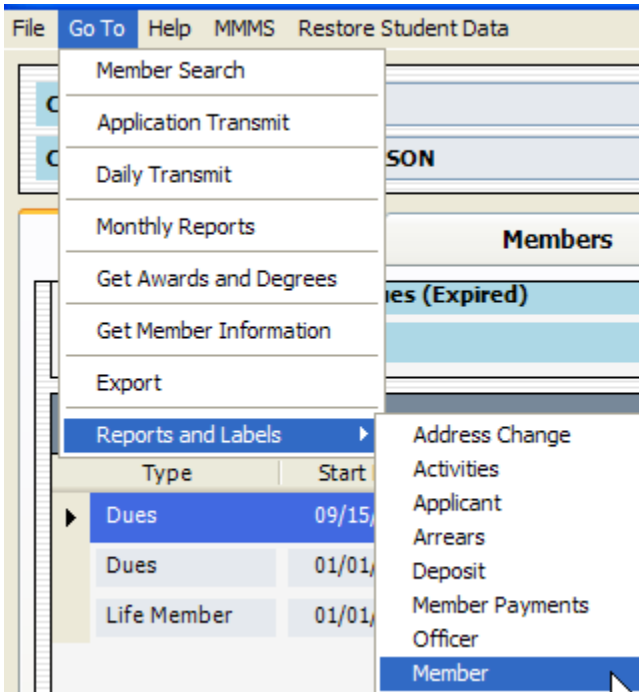 File Go To Help MMMS Restore Student Data
Member Search
Application Transmit
SON
Daily Transmit
Monthly Reports
Members
Get Awards and Degrees
(Expired)
Get Member Information
Export
Reports and Labels
Address Change
Activities
Applicant
Arrears
Deposit
Member Payments
Officer
Member
Type Start
Dues 09/15/
Dues 01/01/
Life Member 01/01/